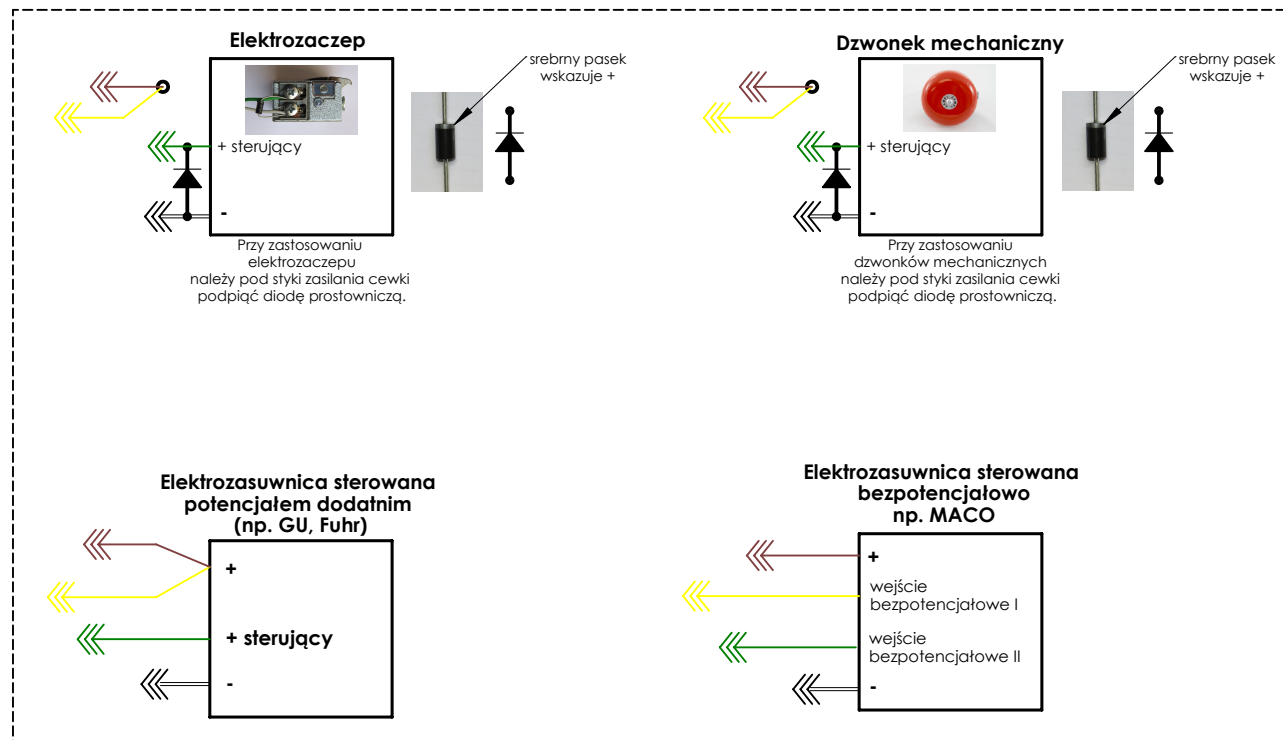 Elektrozaczep
srebrny pasek
wskazuje +
+ sterujący
-
Przy zastosowaniu
elektrozaczepu
należy pod styki zasilania cewki
podpiąć diodę prostowniczą.
Dzwonek mechaniczny
srebrny pasek
wskazuje +
+ sterujący
-
Przy zastosowaniu
dzwonków mechanicznych
należy pod styki zasilania cewki
podpiąć diodę prostowniczą.
Elektrozasuwnica sterowana
potencjałem dodatnim
(np. GU, Fuhr)
+
+ sterujący
-
Elektrozasuwnica sterowana
bezpotencjałowo
np. MACO
+
wejście
bezpotencjałowe I
wejście
bezpotencjałowe II
-